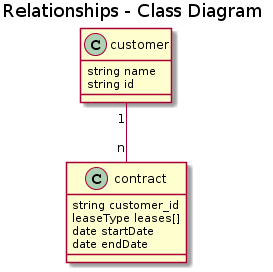 Relationships - Class Diagram
C customer
string name
string id
1
n
C contract
string customer_id
leaseType leases[]
date startDate
date endDate